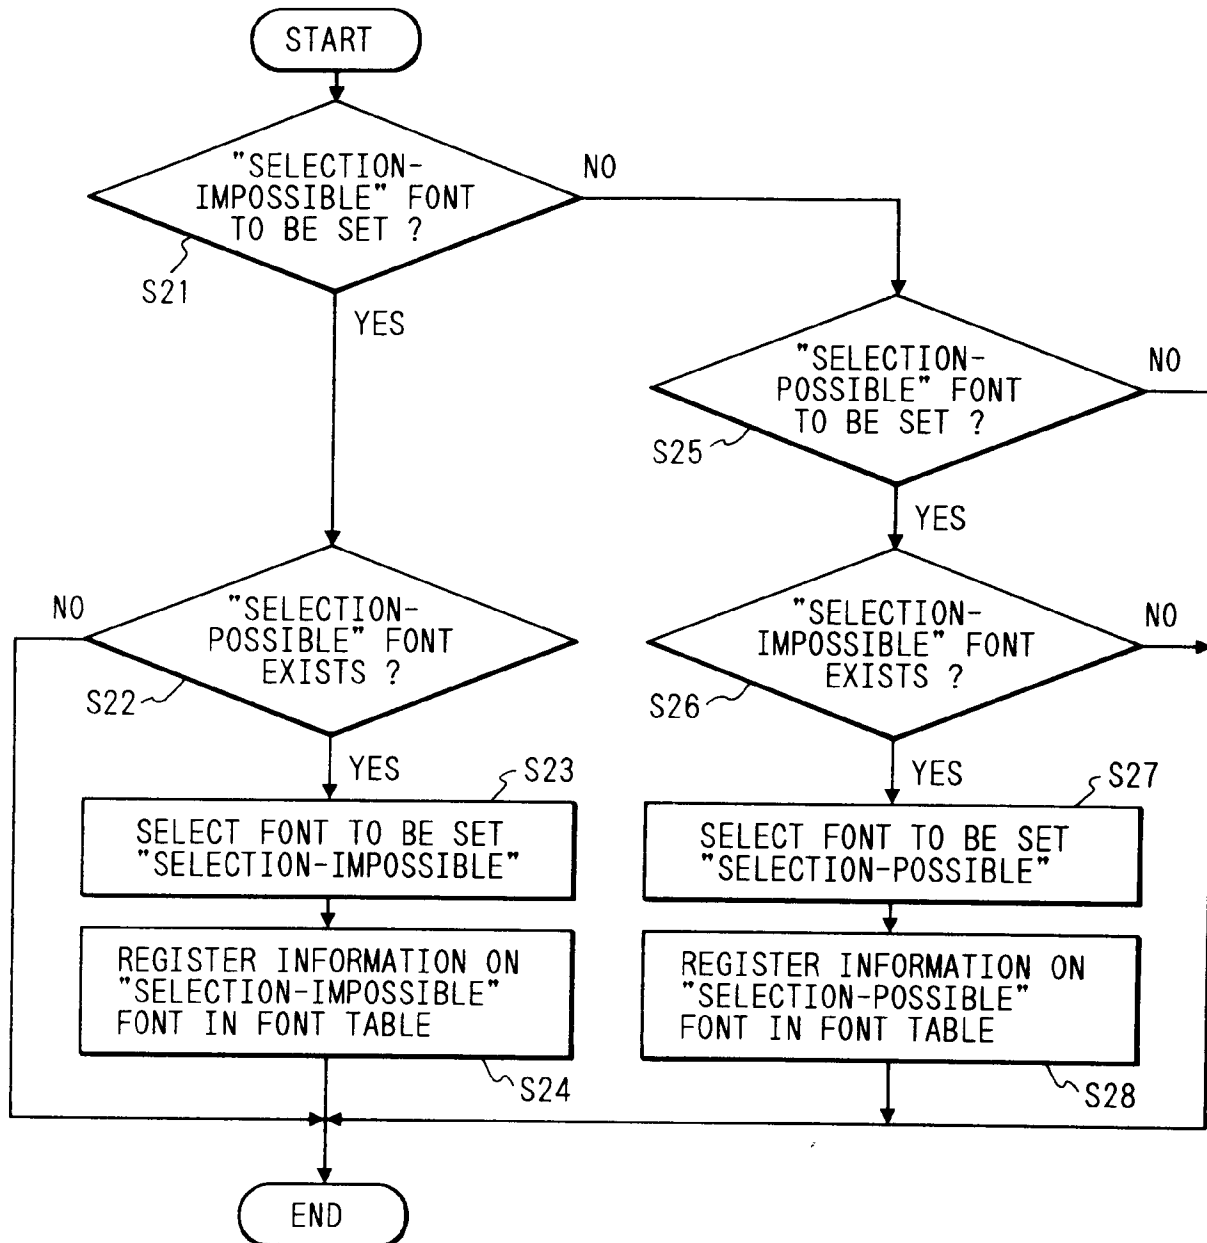 START
"SELECTION-
IMPOSSIBLE" FONT
TO BE SET ?
NO
S21
YES
"SELECTION-
POSSIBLE" FONT
TO BE SET ?
NO
S25
YES
"SELECTION-
POSSIBLE" FONT
EXISTS ?
NO
S22
YES
"SELECTION-
IMPOSSIBLE" FONT
EXISTS ?
NO
S26
YES
S23
SELECT FONT TO BE SET
"SELECTION-IMPOSSIBLE"
S27
SELECT FONT TO BE SET
"SELECTION-POSSIBLE"
REGISTER INFORMATION ON
"SELECTION-IMPOSSIBLE"
FONT IN FONT TABLE
S24
REGISTER INFORMATION ON
"SELECTION-POSSIBLE"
FONT IN FONT TABLE
S28
END